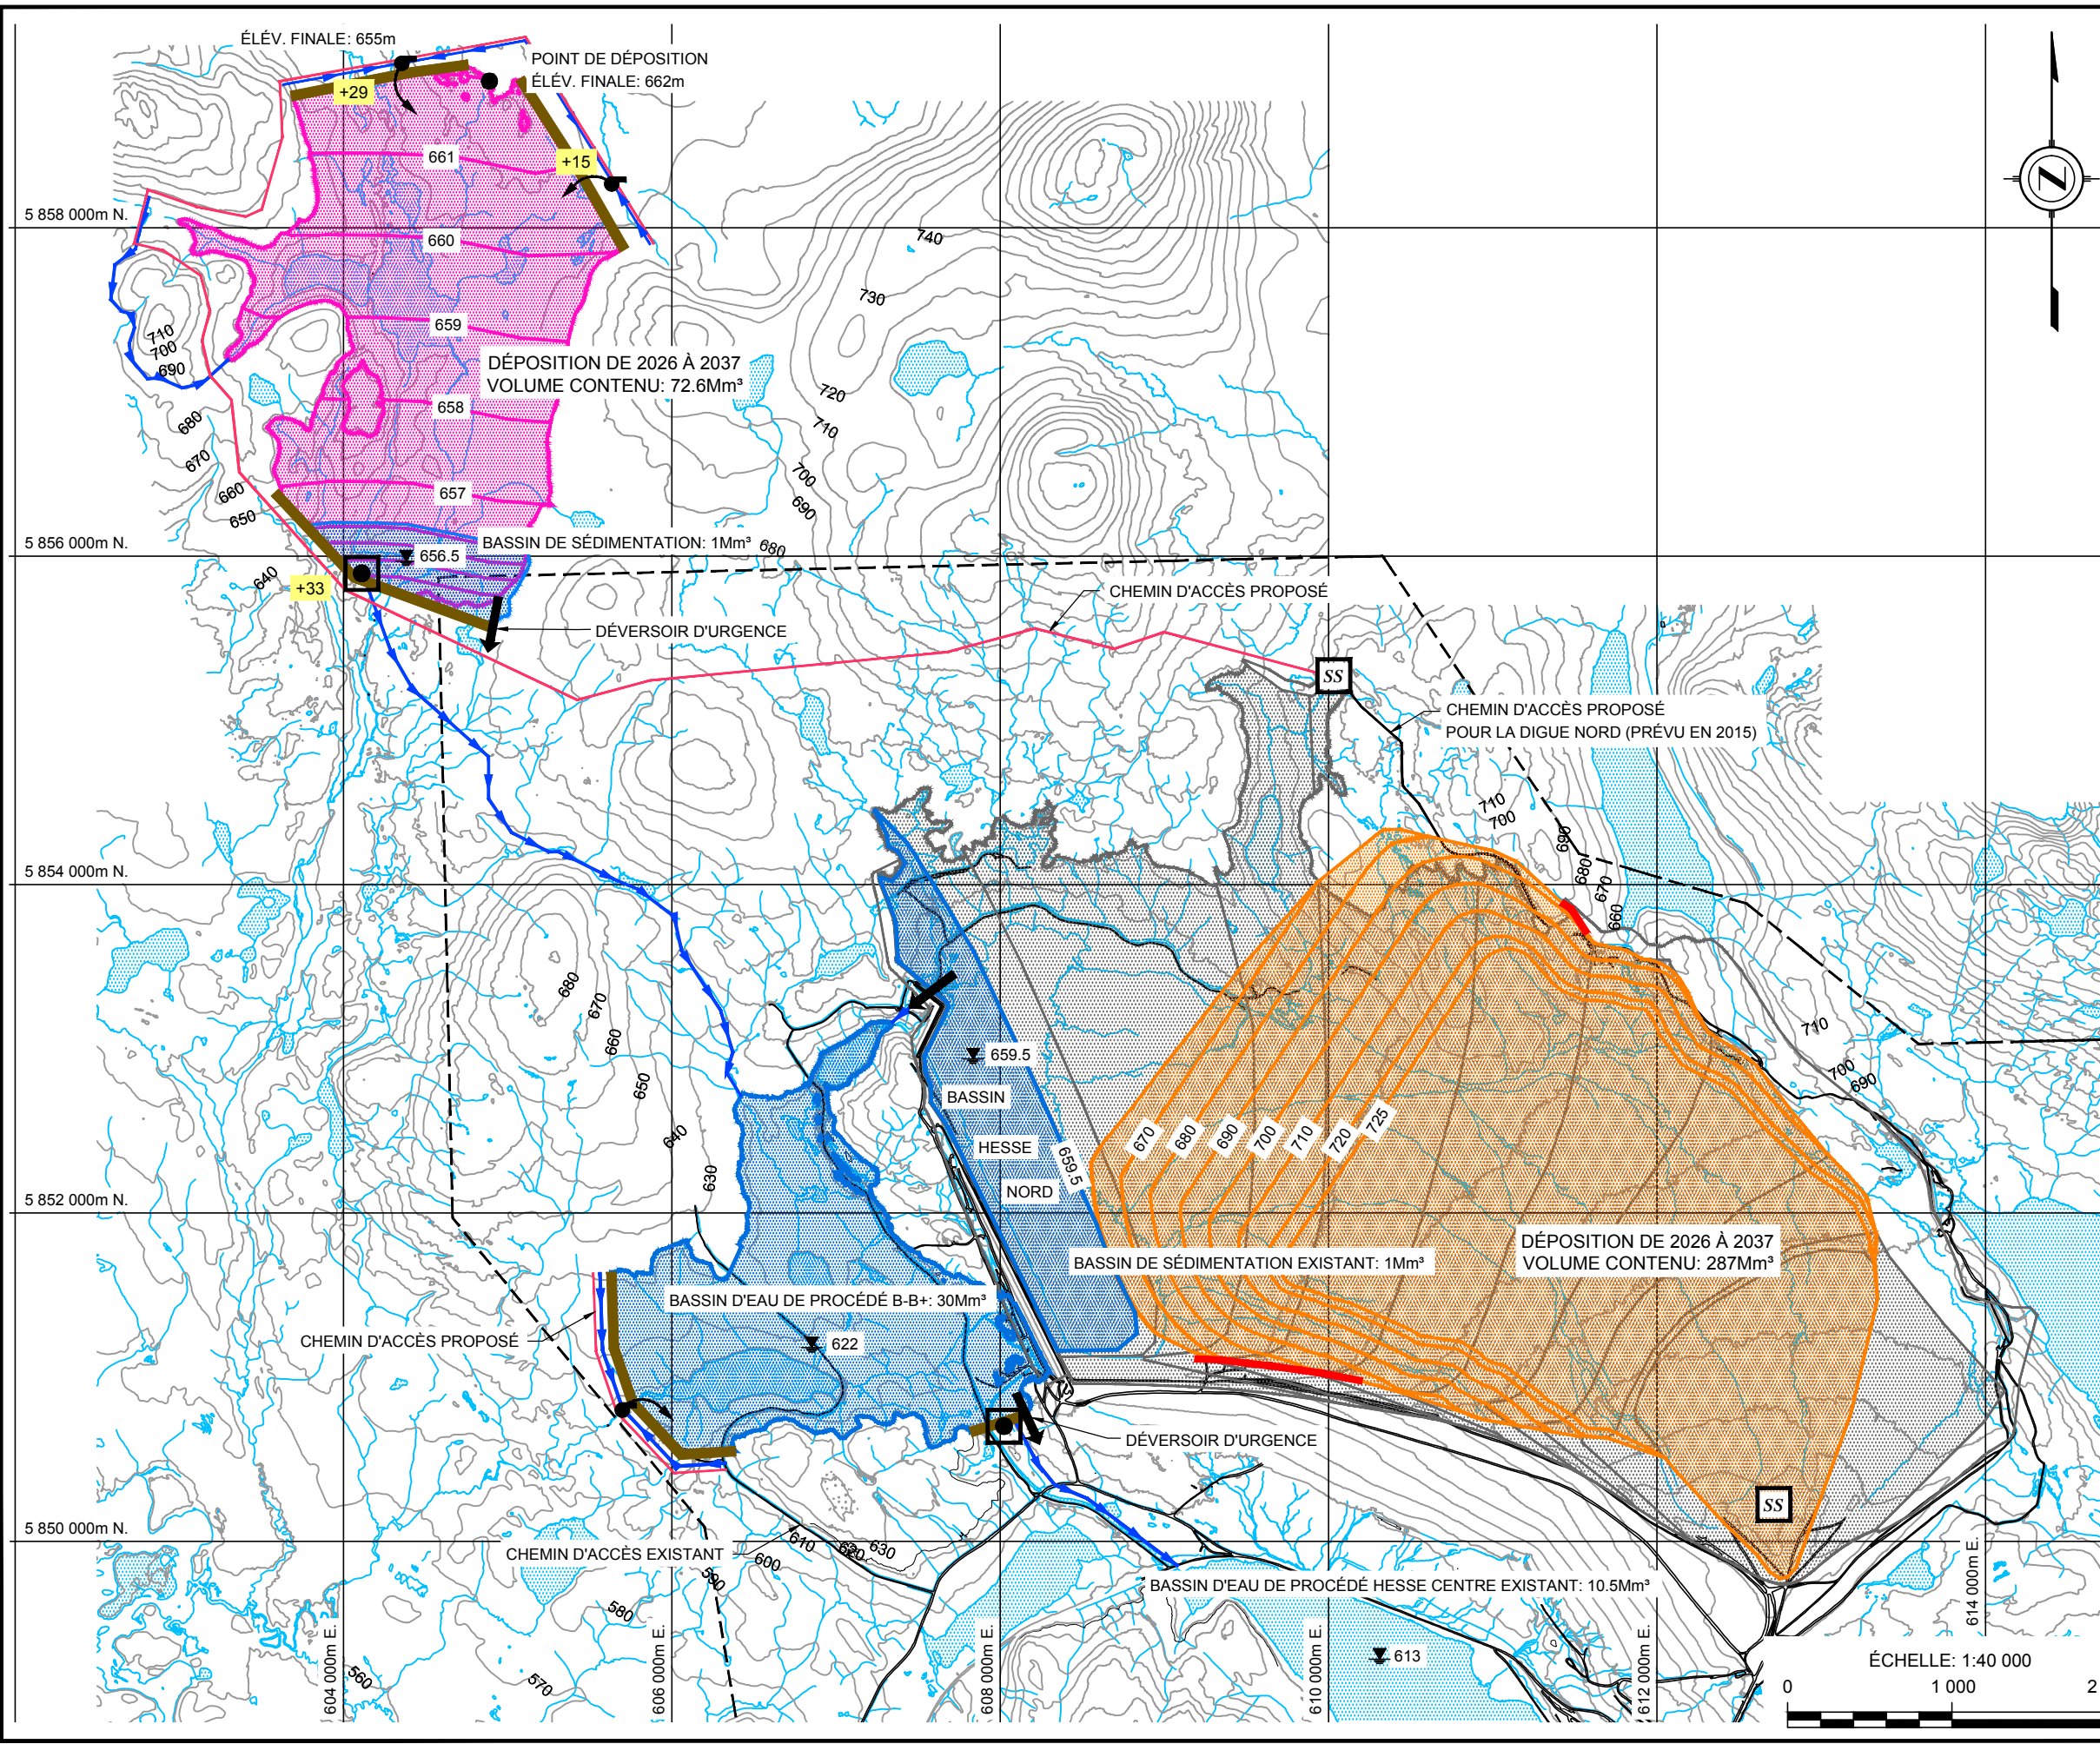 ÉLÉV. FINALE: 655m
POINT DE DÉPOSITION
ÉLÉV. FINALE: 662m
+29
+15
661
5 858 000m N.
660
740
730
659
710
700
690
DÉPOSITION DE 2026 À 2037
VOLUME CONTENU: 72.6Mm³
720
658
680
710
670
700
660
657
690
650
5 856 000m N.
BASSIN DE SÉDIMENTATION: 1Mm³
680
656.5
640
+33
CHEMIN D'ACCÈS PROPOSÉ
DÉVERSOIR D'URGENCE
SS
CHEMIN D'ACCÈS PROPOSÉ
POUR LA DIGUE NORD (PRÉVU EN 2015)
710
700
690
680
670
660
5 854 000m N.
680
670
660
650
640
630
659.5
BASSIN
HESSE
NORD
659.5
710
700
690
670
680
690
700
710
720
725
5 852 000m N.
DÉPOSITION DE 2026 À 2037
VOLUME CONTENU: 287Mm³
BASSIN DE SÉDIMENTATION EXISTANT: 1Mm³
BASSIN D'EAU DE PROCÉDÉ B-B+: 30Mm³
CHEMIN D'ACCÈS PROPOSÉ
622
DÉVERSOIR D'URGENCE
SS
5 850 000m N.
CHEMIN D'ACCÈS EXISTANT
610
620
630
600
590
580
570
560
BASSIN D'EAU DE PROCÉDÉ HESSE CENTRE EXISTANT: 10.5Mm³
613
604 000m E.
606 000m E.
608 000m E.
610 000m E.
612 000m E.
614 000m E.
ÉCHELLE: 1:40 000
0
1 000
2
N